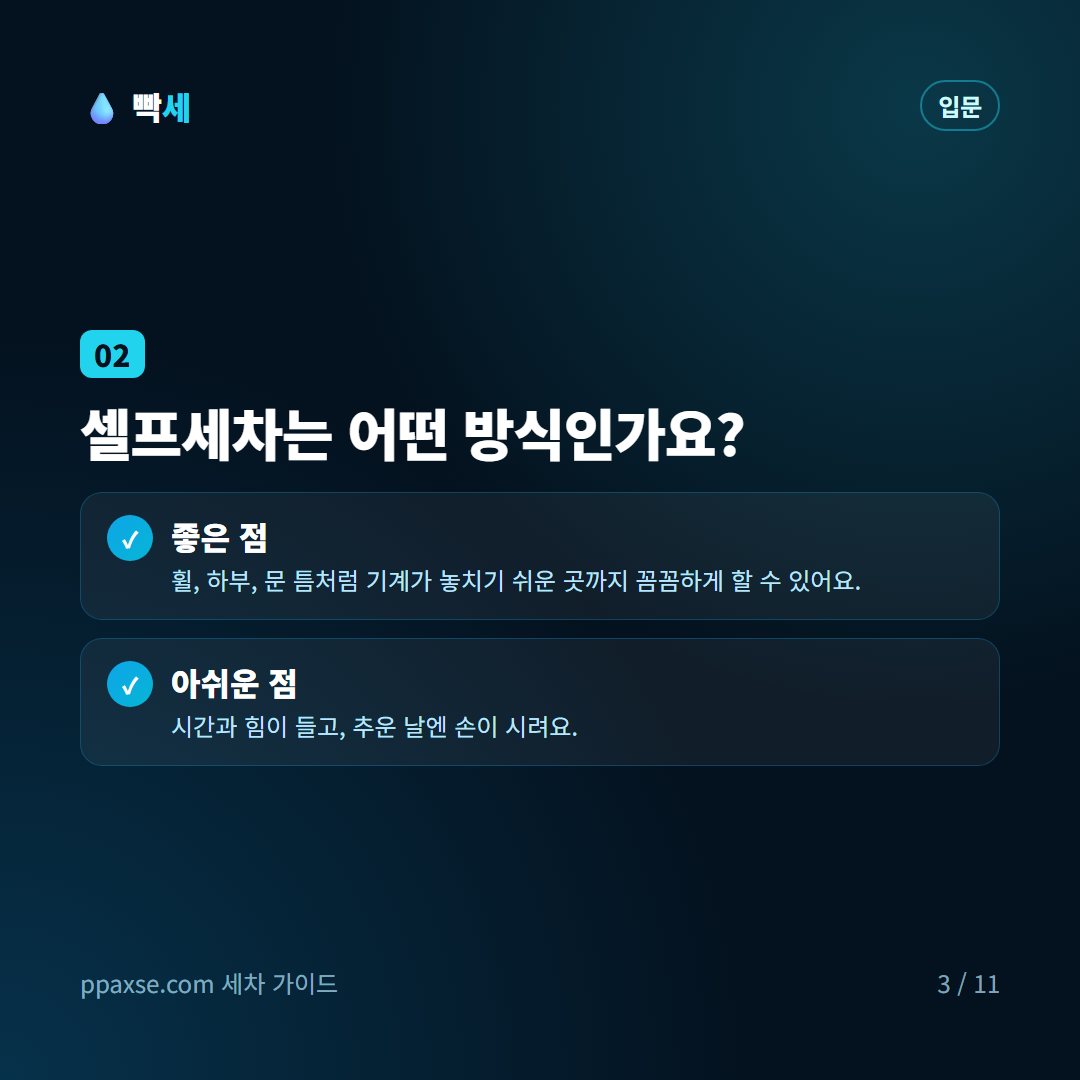 빡세
입문
02
셀프세차는 어떤 방식인가요?
✓ 좋은 점
휠, 하부, 문 틈처럼 기계가 놓치기 쉬운 곳까지 꼼꼼하게 할 수 있어요.
✓ 아쉬운 점
시간과 힘이 들고, 추운 날엔 손이 시려요.
ppaxse.com 세차 가이드
3 / 11